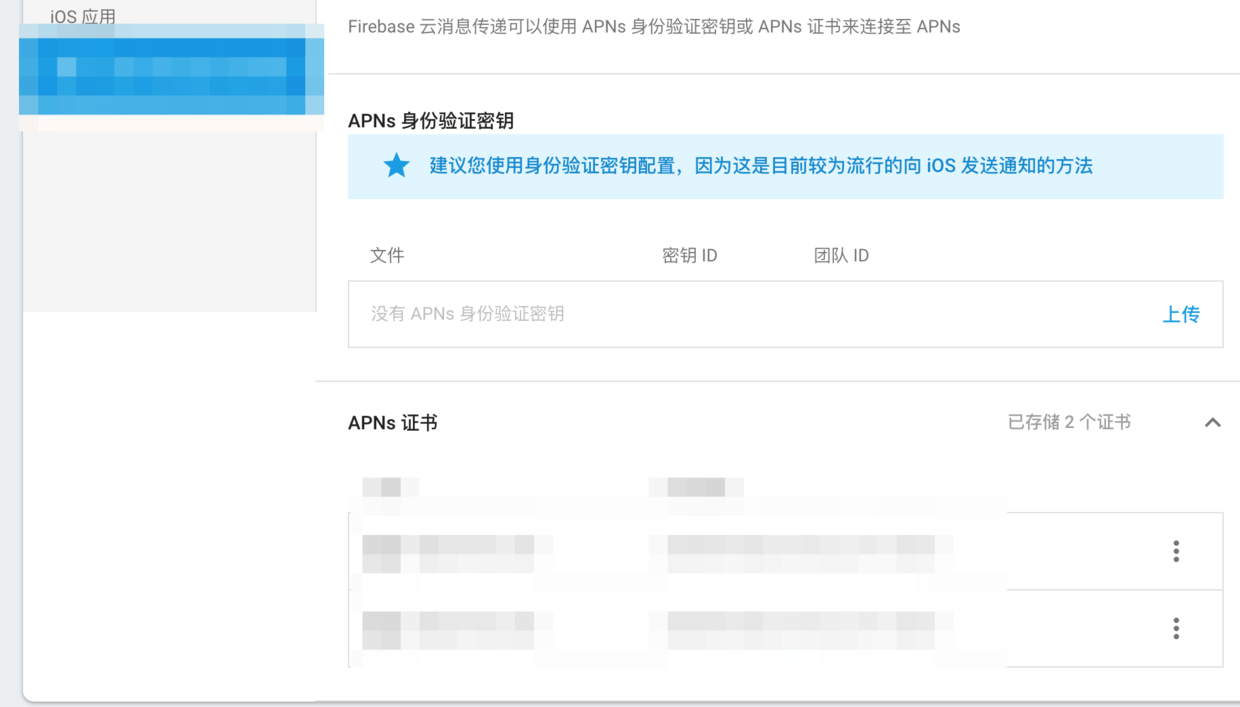 iOS 应用
Firebase 云消息传递可以使用 APNs 身份验证密钥或 APNs 证书来连接至 APNs
APNs 身份验证密钥
建议您使用身份验证密钥配置，因为这是目前较为流行的向 iOS 发送通知的方法
文件 密钥 ID 团队 ID
没有 APNs 身份验证密钥 上传
APNs 证书 已存储 2 个证书